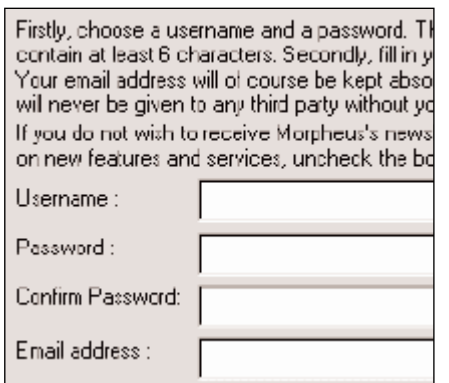 Firstly, choose a username and a password. Th
contain at least 6 characters. Secondly, fill in y
Your email address will of course be kept abso
will never be given to any third party without yo
If you do not wish to receive Morpheus's news
on new features and services, uncheck the bo
Username :
Password :
Confirm Password:
Email address :